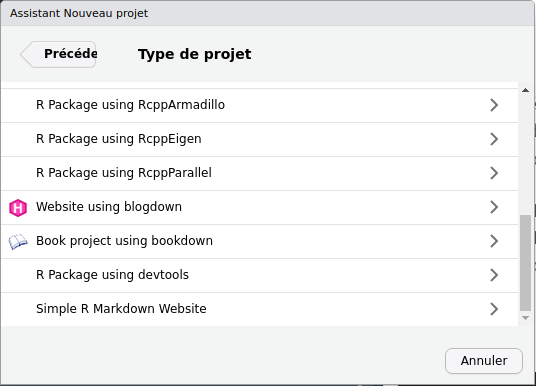 Assistant Nouveau projet
Précéde
Type de projet
R Package using RcppArmadillo
R Package using RcppEigen
R Package using RcppParallel
H
Website using blogdown
Book project using bookdown
R Package using devtools
Simple R Markdown Website
Annuler